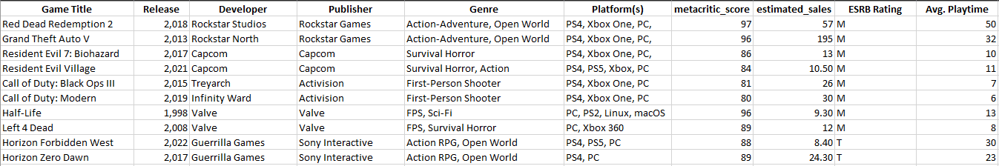 Game Title Release Developer Publisher Genre Platform(s) metacritic_score estimated_sales ESRB Rating Avg. Playtime
Red Dead Redemption 2 2,018 Rockstar Studios Rockstar Games Action-Adventure, Open World PS4, Xbox One, PC, 97 57 M 50
Grand Theft Auto V 2,013 Rockstar North Rockstar Games Action-Adventure, Open World PS4, Xbox One, PC, 96 195 M 32
Resident Evil 7: Biohazard 2,017 Capcom Capcom Survival Horror PS4, Xbox One, PC, 86 13 M 10
Resident Evil Village 2,021 Capcom Capcom Survival Horror, Action PS4, PS5, Xbox, PC 84 10.50 M 11
Call of Duty: Black Ops III 2,015 Treyarch Activision First-Person Shooter PS4, Xbox One, PC 81 26 M 7
Call of Duty: Modern 2,019 Infinity Ward Activision First-Person Shooter PS4, Xbox One, PC 80 30 M 6
Half-Life 1,998 Valve Valve FPS, Sci-Fi PC, PS2, Linux, macOS 96 9.30 M 13
Left 4 Dead 2,008 Valve Valve FPS, Survival Horror PC, Xbox 360 89 12 M 8
Horizon Forbidden West 2,022 Guerrilla Games Sony Interactive Action RPG, Open World PS4, PS5, PC 88 8.40 T 30
Horizon Zero Dawn 2,017 Guerrilla Games Sony Interactive Action RPG, Open World PS4, PC 89 24.30 T 23